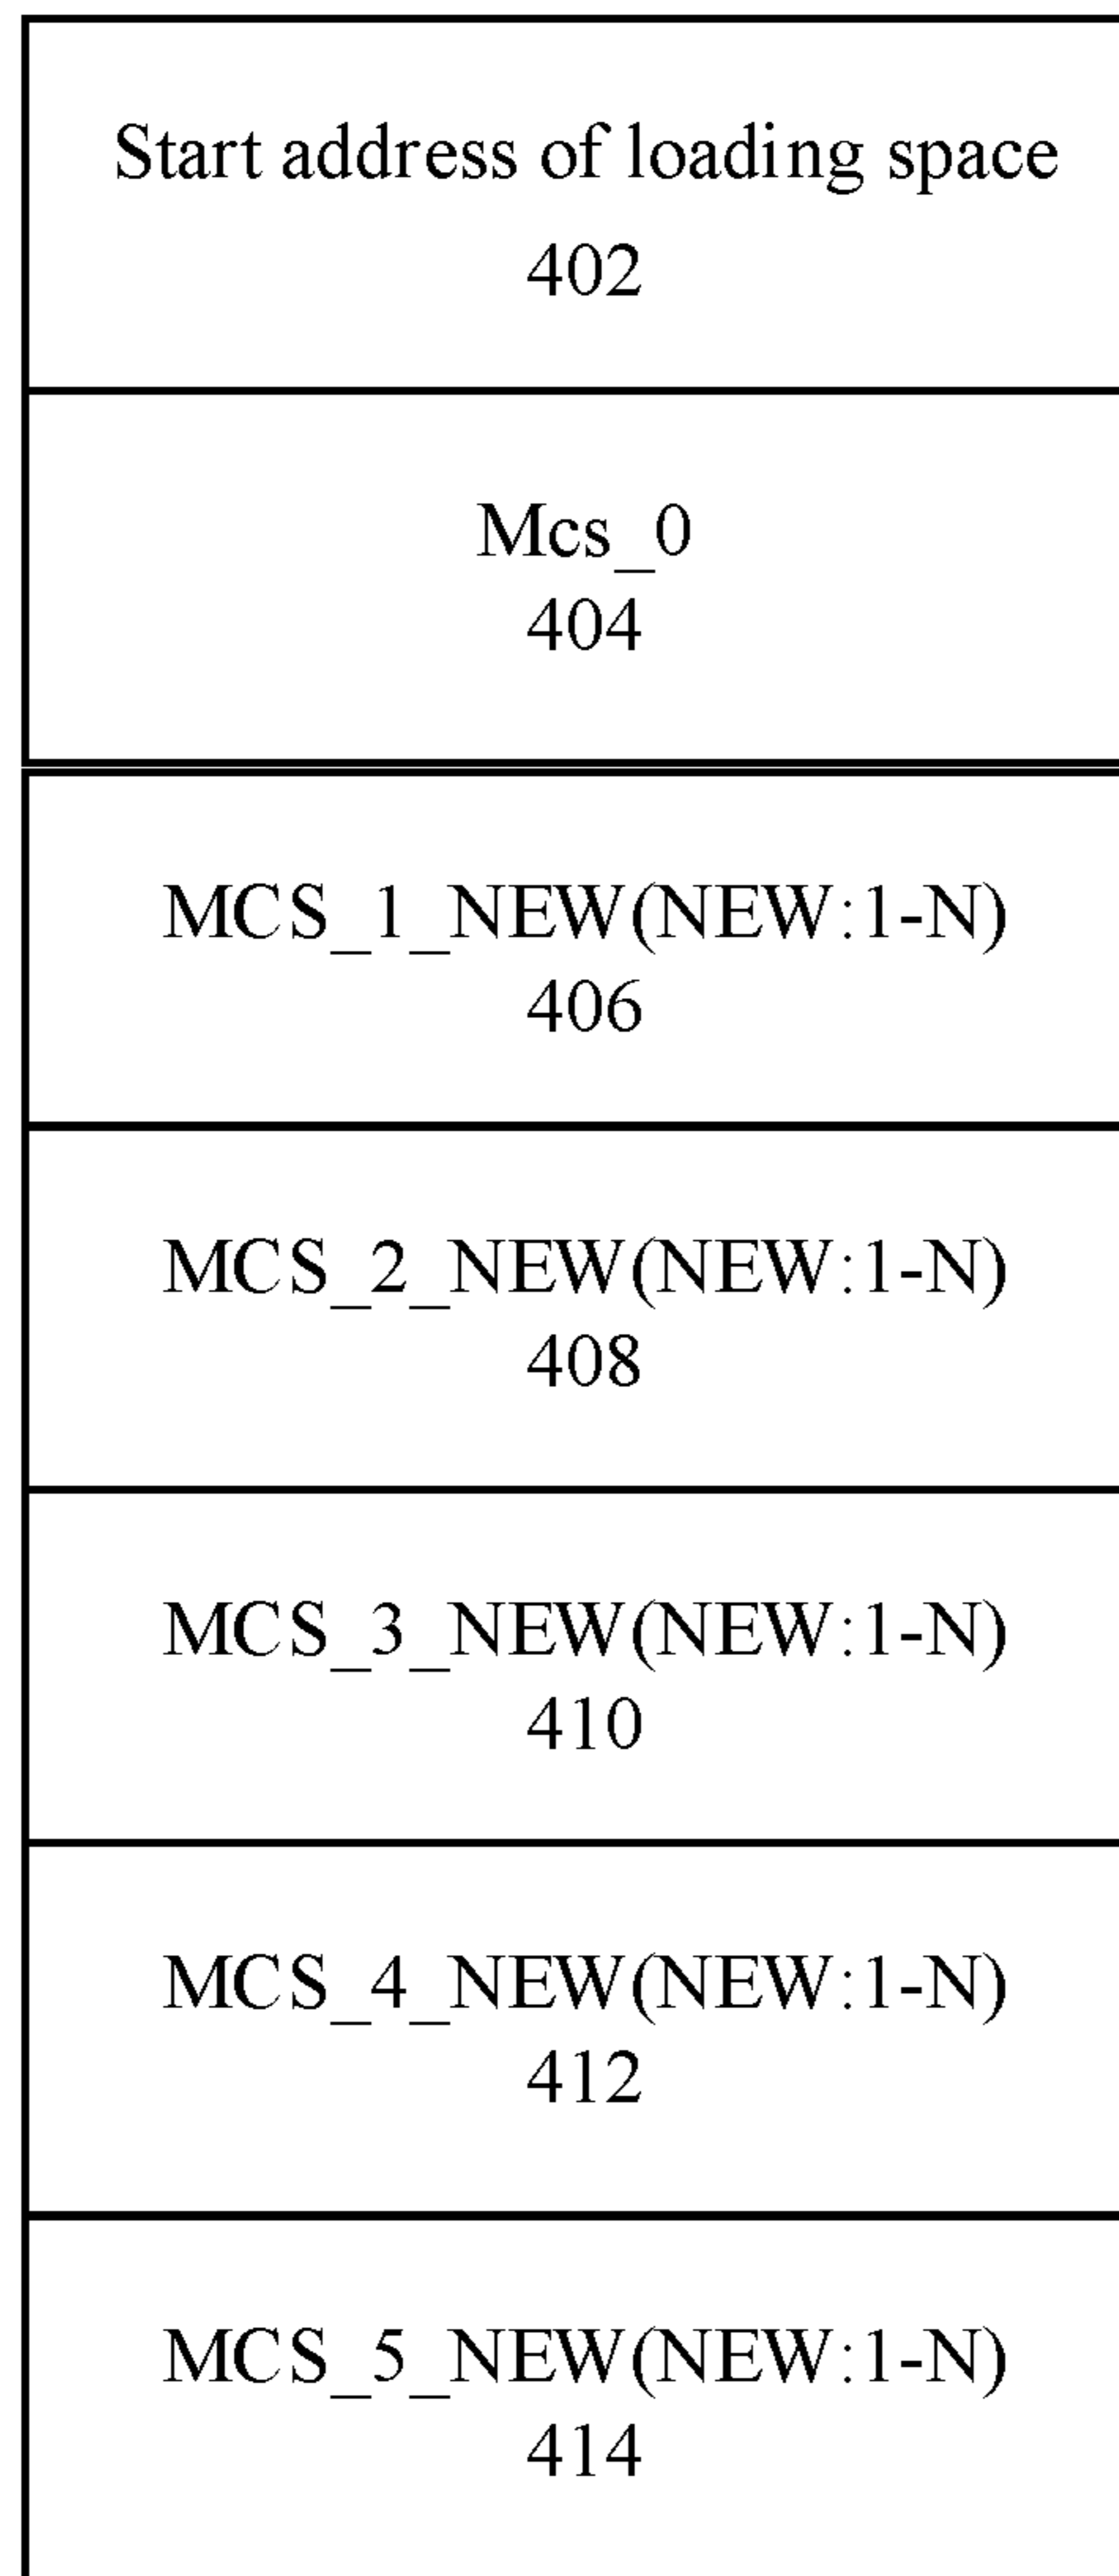 Start address of loading space
402
Mcs_0
404
MCS_1_NEW(NEW:1-N)
406
MCS_2_NEW(NEW:1-N)
408
MCS_3_NEW(NEW:1-N)
410
MCS_4_NEW(NEW:1-N)
412
MCS_5_NEW(NEW:1-N)
414